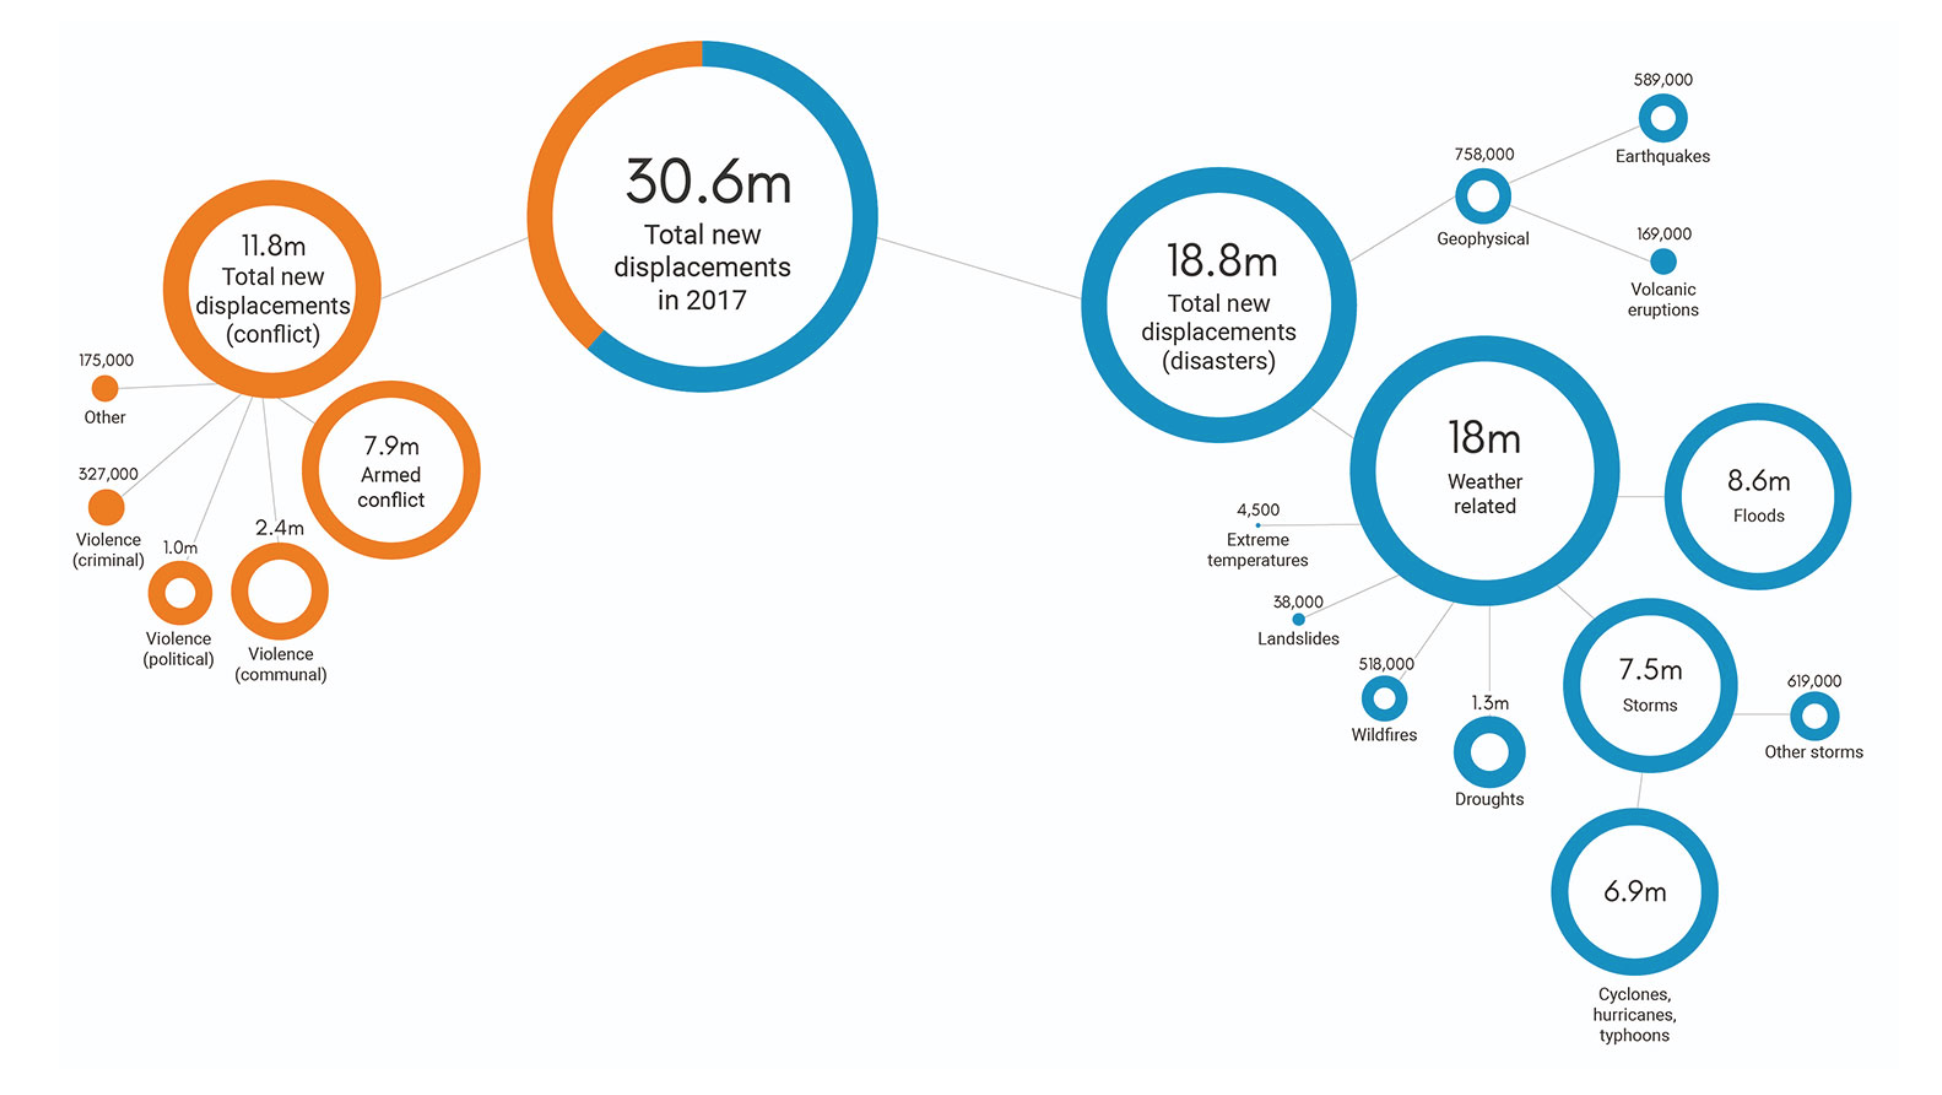 30.6m
Total new
displacements
in 2017
11.8m
Total new
displacements
(conflict)
175,000
Other
327,000
Violence
(criminal)
1.0m
Violence
(political)
2.4m
Violence
(communal)
7.9m
Armed
conflict
18.8m
Total new
displacements
(disasters)
758,000
Geophysical
589,000
Earthquakes
169,000
Volcanic
eruptions
18m
Weather
related
8.6m
Floods
4,500
Extreme
temperatures
38,000
Landslides
518,000
Wildfires
1.3m
Droughts
7.5m
Storms
619,000
Other storms
6.9m
Cyclones,
hurricanes,
typhoons